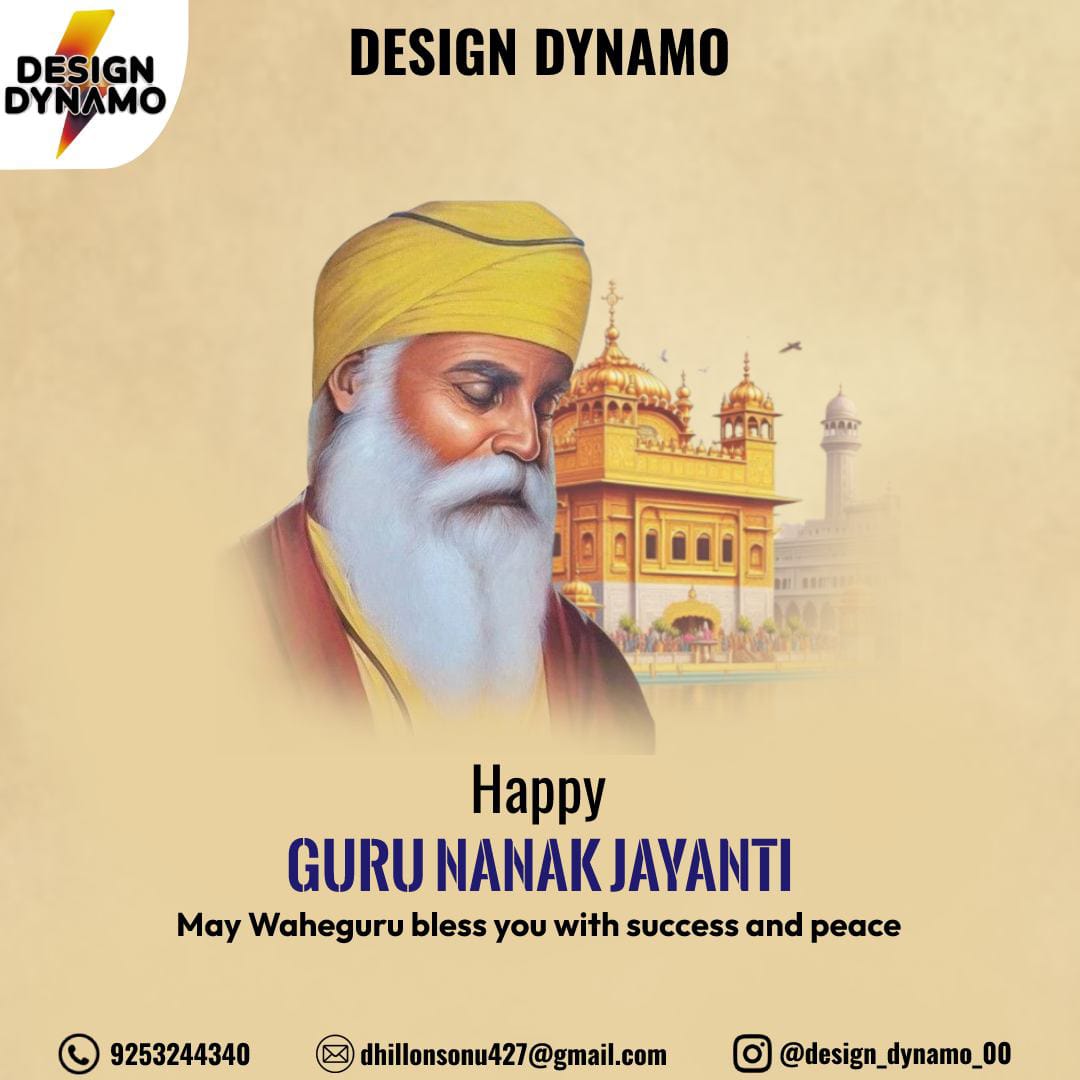 DESIGN
DYNAMO
DESIGN DYNAMO
Happy
GURU NANAK JAYANTI
May Waheguru bless you with success and peace
9253244340
dhillonsonu427@gmail.com
@design_dynamo_00